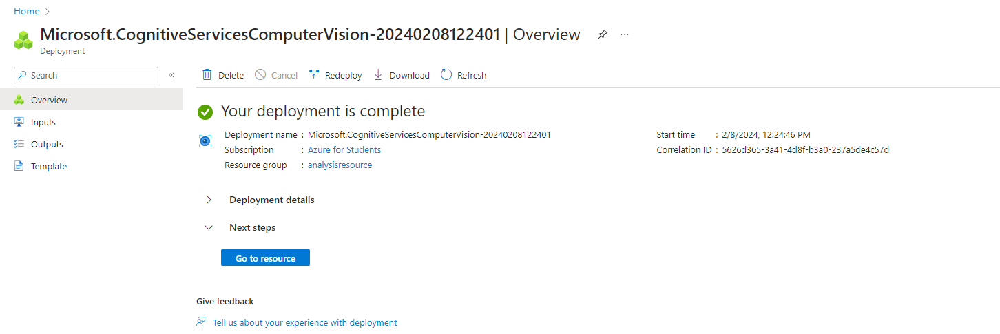 Home >
Microsoft.CognitiveServicesComputerVision-20240208122401 | Overview ...
Deployment
Search «
Delete Cancel Redeploy Download Refresh
Overview
Inputs
Outputs
Template
Your deployment is complete
Deployment name : Microsoft.CognitiveServicesComputerVision-20240208122401
Subscription : Azure for Students
Resource group : analysisresource
Start time : 2/8/2024, 12:24:46 PM
Correlation ID : 5626d365-3a41-4d8f-b3a0-237a5de4c57d
Deployment details
Next steps
Go to resource
Give feedback
Tell us about your experience with deployment